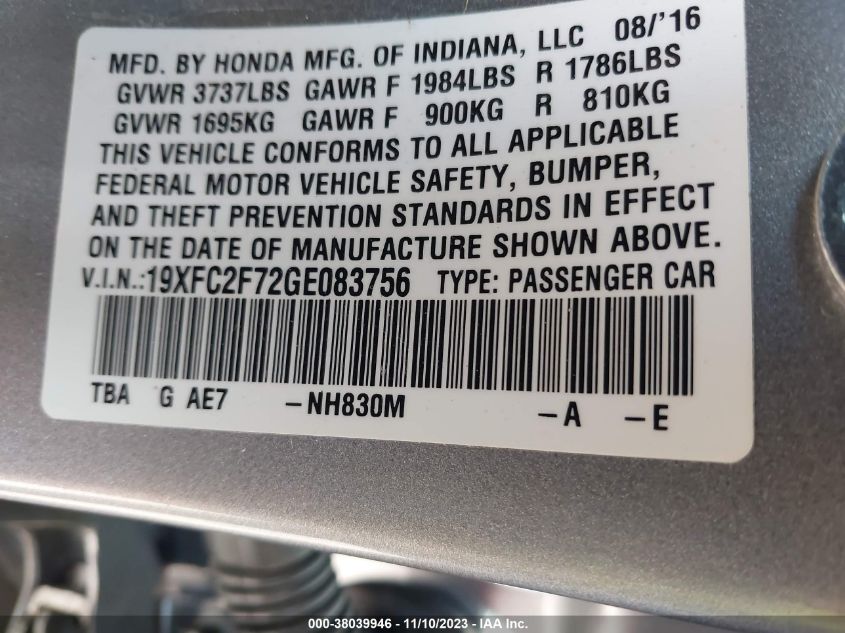 MFD. BY HONDA MFG. OF INDIANA, LLC 08/'16
GVWR 3737LBS GAWR F 1984LBS R 1786LBS
GVWR 1695KG GAWR F 900KG R 810KG
THIS VEHICLE CONFORMS TO ALL APPLICABLE
FEDERAL MOTOR VEHICLE SAFETY, BUMPER,
AND THEFT PREVENTION STANDARDS IN EFFECT
ON THE DATE OF MANUFACTURE SHOWN ABOVE.
V.I.N.:19XFC2F72GE083756 TYPE: PASSENGER CAR
TBA G AE7 -NH830M -A -E
000-38039946 - 11/10/2023 - IAA Inc.